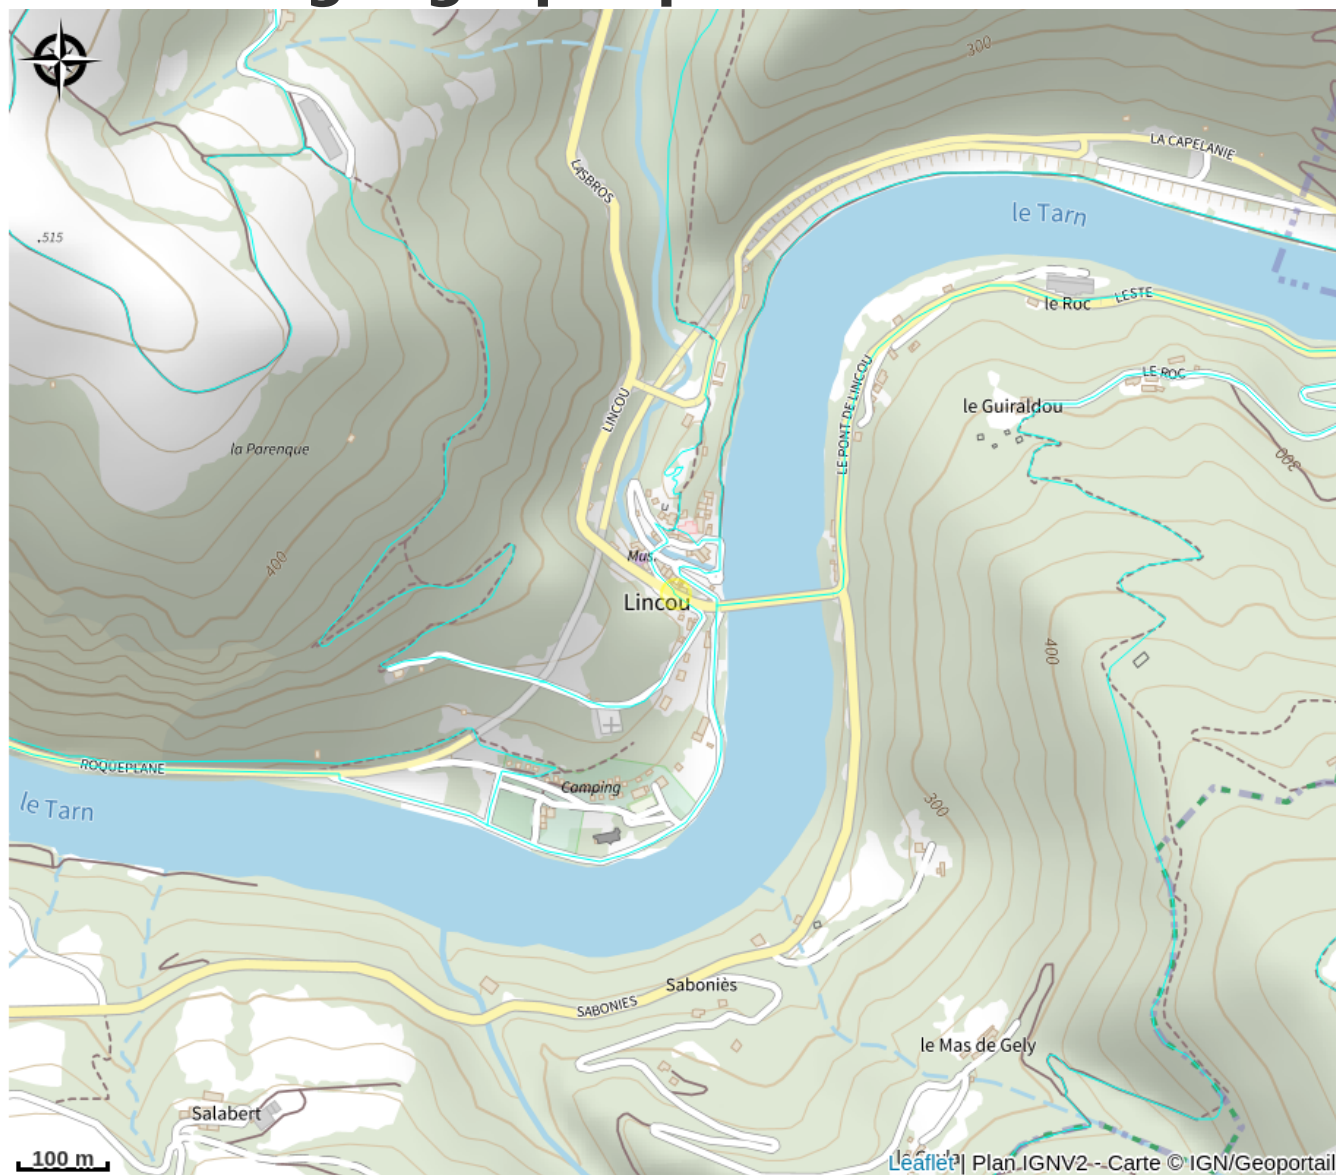 300
LA CAPELANIE
LASBROS
le Tarn
.515
le Roc
LESTE
LE ROC
LINCOU
LE PONT DE LINCOU
le Guiraldou
la Parenque
300
u
400
Mus.
Lincou
400
ROQUEPLANE
Camping
le Tarn
300
Saboniès
SABONIES
le Mas de Gely
Salabert
100 m
Leaflet | Plan IGNV2 - Carte © IGN/Geoportail